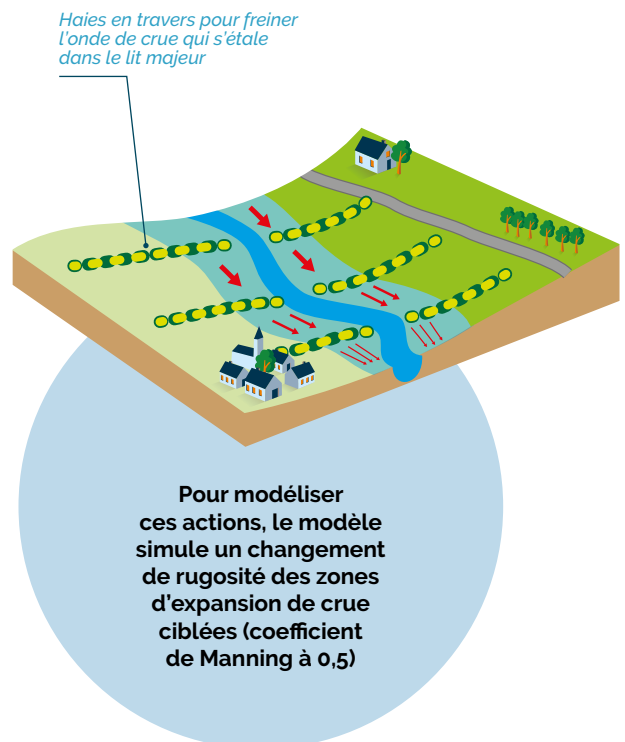 Haies en travers pour freiner
l’onde de crue qui s’étale
dans le lit majeur
Pour modéliser
ces actions, le modèle
simule un changement
de rugosité des zones
d’expansion de crue
ciblées (coefficient
de Manning à 0,5)